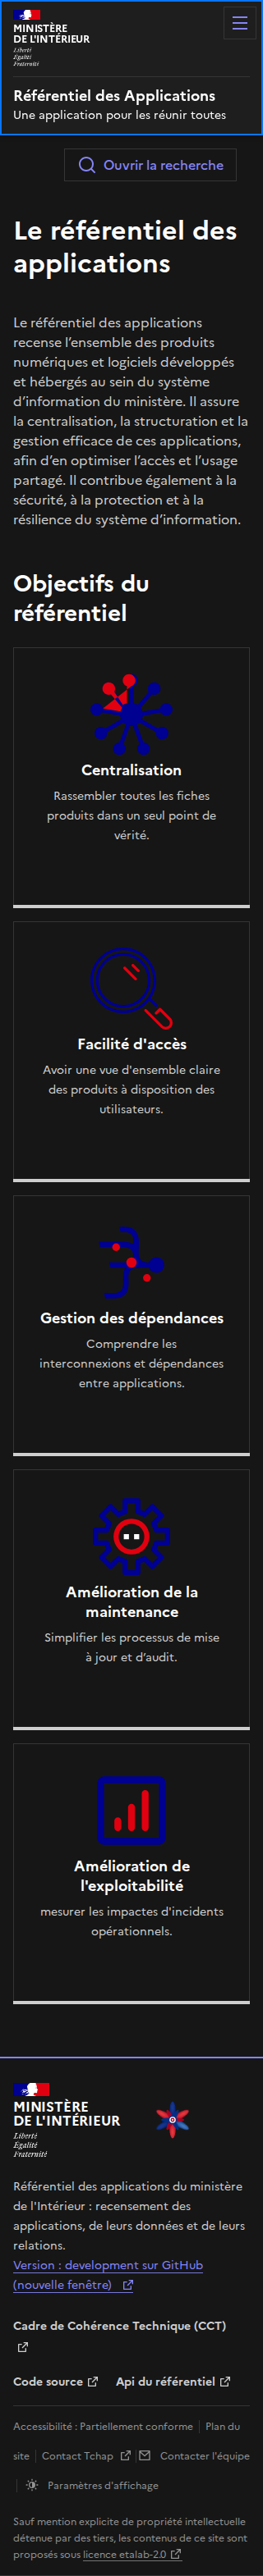 MINISTÈRE
DE L'INTÉRIEUR
Liberté
Égalité
Fraternité
Référentiel des Applications
Une application pour les réunir toutes
Ouvrir la recherche
Le référentiel des
applications
Le référentiel des applications
recense l’ensemble des produits
numériques et logiciels développés
et hébergés au sein du système
d’information du ministère. Il assure
la centralisation, la structuration et la
gestion efficace de ces applications,
afin d’en optimiser l’accès et l’usage
partagé. Il contribue également à la
sécurité, à la protection et à la
résilience du système d’information.
Objectifs du
référentiel
Centralisation
Rassembler toutes les fiches
produits dans un seul point de
vérité.
Facilité d'accès
Avoir une vue d'ensemble claire
des produits à disposition des
utilisateurs.
Gestion des dépendances
Comprendre les
interconnexions et dépendances
entre applications.
Amélioration de la
maintenance
Simplifier les processus de mise
à jour et d’audit.
Amélioration de
l'exploitabilité
mesurer les impactes d'incidents
opérationnels.
MINISTÈRE
DE L'INTÉRIEUR
Liberté
Égalité
Fraternité
Référentiel des applications du ministère
de l'Intérieur : recensement des
applications, de leurs données et de leurs
relations.
Version : development sur GitHub
(nouvelle fenêtre)
Cadre de Cohérence Technique (CCT)
Code source Api du référentiel
Accessibilité : Partiellement conforme Plan du
site Contact Tchap Contacter l'équipe
Paramètres d'affichage
Sauf mention explicite de propriété intellectuelle
détenue par des tiers, les contenus de ce site sont
proposés sous licence etalab-2.0